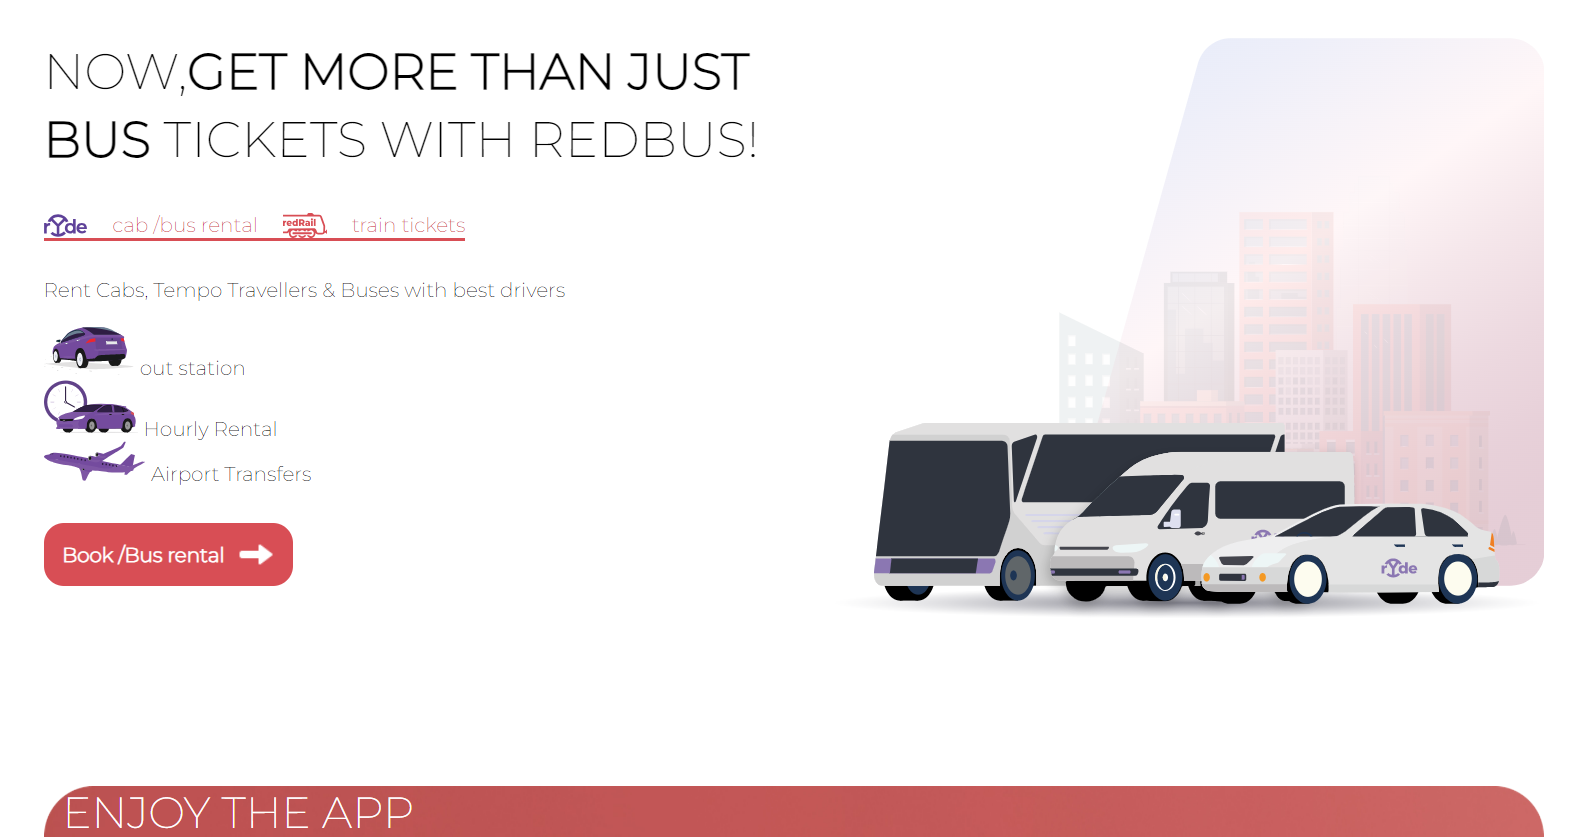 NOW,GET MORE THAN JUST
BUS TICKETS WITH REDBUS!
rYde cab /bus rental redRail train tickets
Rent Cabs, Tempo Travellers & Buses with best drivers
out station
Hourly Rental
Airport Transfers
Book /Bus rental
rYde
ENJOY THE APP